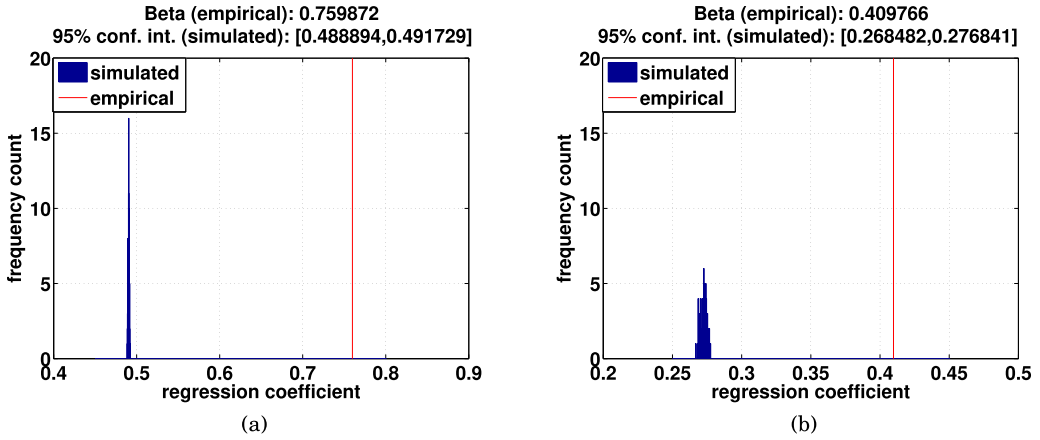 Beta (empirical): 0.759872
95% conf. int. (simulated): [0.488894,0.491729]
simulated
empirical
frequency count
20
15
10
5
0
0.4 0.5 0.6 0.7 0.8 0.9
regression coefficient
(a)
Beta (empirical): 0.409766
95% conf. int. (simulated): [0.268482,0.276841]
simulated
empirical
frequency count
20
15
10
5
0
0.2 0.25 0.3 0.35 0.4 0.45 0.5
regression coefficient
(b)